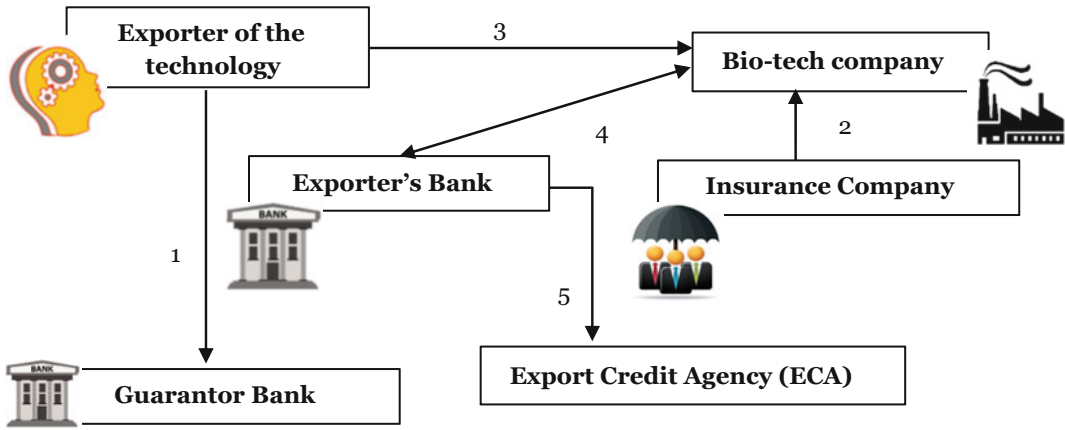 Exporter of the
technology
3
Bio-tech company
4
2
Exporter’s Bank
Insurance Company
BANK
1
5
BANK
Guarantor Bank
Export Credit Agency (ECA)